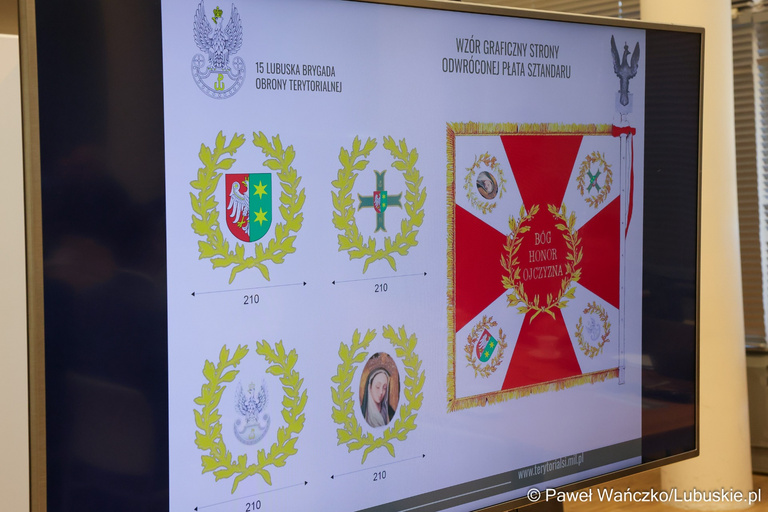 15 LUBUSKA BRYGADA
OBRONY TERYTORIALNEJ
WZÓR GRAFICZNY STRONY
ODWRÓCONEJ PŁATA SZTANDARU
BÓG
HONOR
OJCZYZNA
210
210
210
210
www.terytorialsi.mil.pl
© Paweł Wańczko/Lubuskie.pl